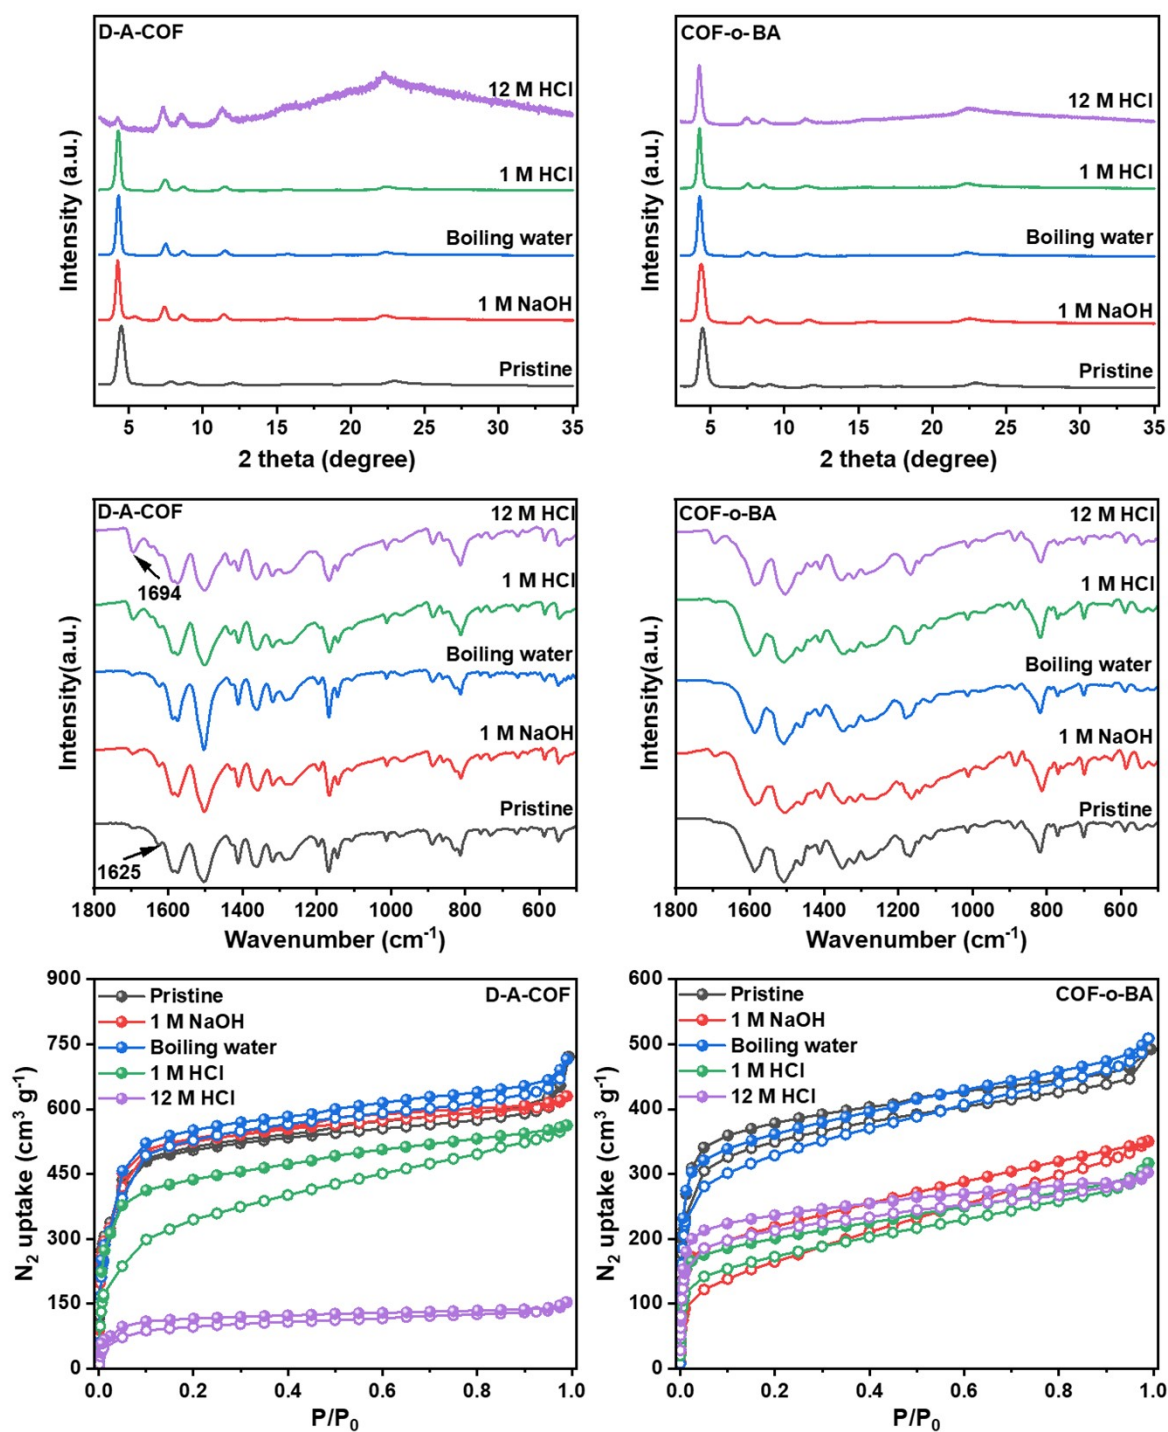 D-A-COF
12 M HCl
1 M HCl
Boiling water
1 M NaOH
Pristine
Intensity (a.u.)
5 10 15 20 25 30 35
2 theta (degree)
COF-o-BA
12 M HCl
1 M HCl
Boiling water
1 M NaOH
Pristine
Intensity (a.u.)
5 10 15 20 25 30 35
2 theta (degree)
D-A-COF
12 M HCl
1694
1 M HCl
Boiling water
1 M NaOH
Pristine
1625
Intensity(a.u.)
1800 1600 1400 1200 1000 800 600
Wavenumber (cm⁻¹)
COF-o-BA
12 M HCl
1 M HCl
Boiling water
1 M NaOH
Pristine
Intensity(a.u.)
1800 1600 1400 1200 1000 800 600
Wavenumber (cm⁻¹)
900
750
600
450
300
150
0
N₂ uptake (cm³ g⁻¹)
Pristine
1 M NaOH
Boiling water
1 M HCl
12 M HCl
D-A-COF
0.0 0.2 0.4 0.6 0.8 1.0
P/P₀
600
500
400
300
200
100
0
N₂ uptake (cm³ g⁻¹)
Pristine
1 M NaOH
Boiling water
1 M HCl
12 M HCl
COF-o-BA
0.0 0.2 0.4 0.6 0.8 1.0
P/P₀